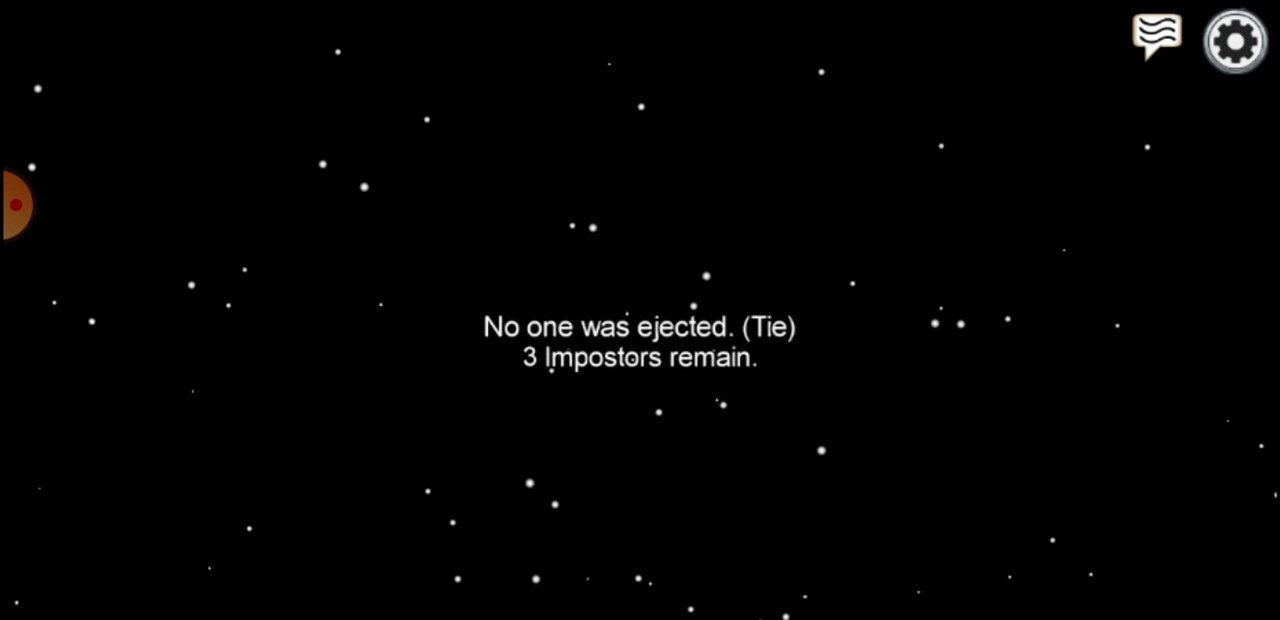 No one was ejected. (Tie)
3 Impostors remain.